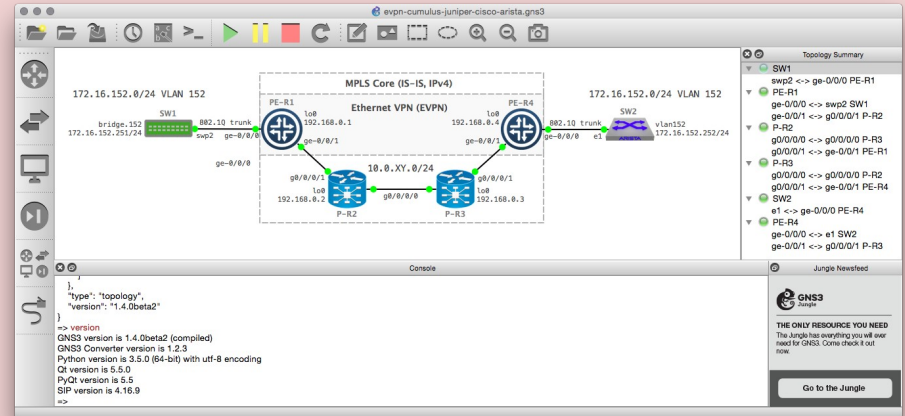 evpn-cumulus-juniper-cisco-arista.gns3
Topology Summary
SW1
swp2 <-> ge-0/0/0 PE-R1
PE-R1
ge-0/0/0 <-> swp2 SW1
ge-0/0/1 <-> g0/0/0/1 P-R2
P-R2
g0/0/0/0 <-> g0/0/0/0 P-R3
g0/0/0/1 <-> ge-0/0/1 PE-R1
P-R3
g0/0/0/0 <-> g0/0/0/0 P-R2
g0/0/0/1 <-> ge-0/0/1 PE-R4
SW2
e1 <-> ge-0/0/0 PE-R4
PE-R4
ge-0/0/0 <-> e1 SW2
ge-0/0/1 <-> g0/0/0/1 P-R3
MPLS Core (IS-IS, IPv4)
Ethernet VPN (EVPN)
172.16.152.0/24 VLAN 152
SW1
bridge.152
172.16.152.251/24
802.1Q trunk
swp2 ge-0/0/0
PE-R1
lo0
192.168.0.1
ge-0/0/1
ge-0/0/0
g0/0/0/1
lo0
192.168.0.2
P-R2
10.0.XY.0/24
g0/0/0/0
g0/0/0/1
lo0
192.168.0.3
P-R3
PE-R4
lo0
192.168.0.4
ge-0/0/1
172.16.152.0/24 VLAN 152
802.1Q trunk
ge-0/0/0 e1
SW2
ARISTA
vlan152
172.16.152.252/24
Console
}
},
"type": "topology",
"version": "1.4.0beta2"
}
=> version
GNS3 version is 1.4.0beta2 (compiled)
GNS3 Converter version is 1.2.3
Python version is 3.5.0 (64-bit) with utf-8 encoding
Qt version is 5.5.0
PyQt version is 5.5
SIP version is 4.16.9
=>
Jungle Newsfeed
GNS3
Jungle
THE ONLY RESOURCE YOU NEED
The Jungle has everything you will ever
need for GNS3. Come check it out
now.
Go to the Jungle